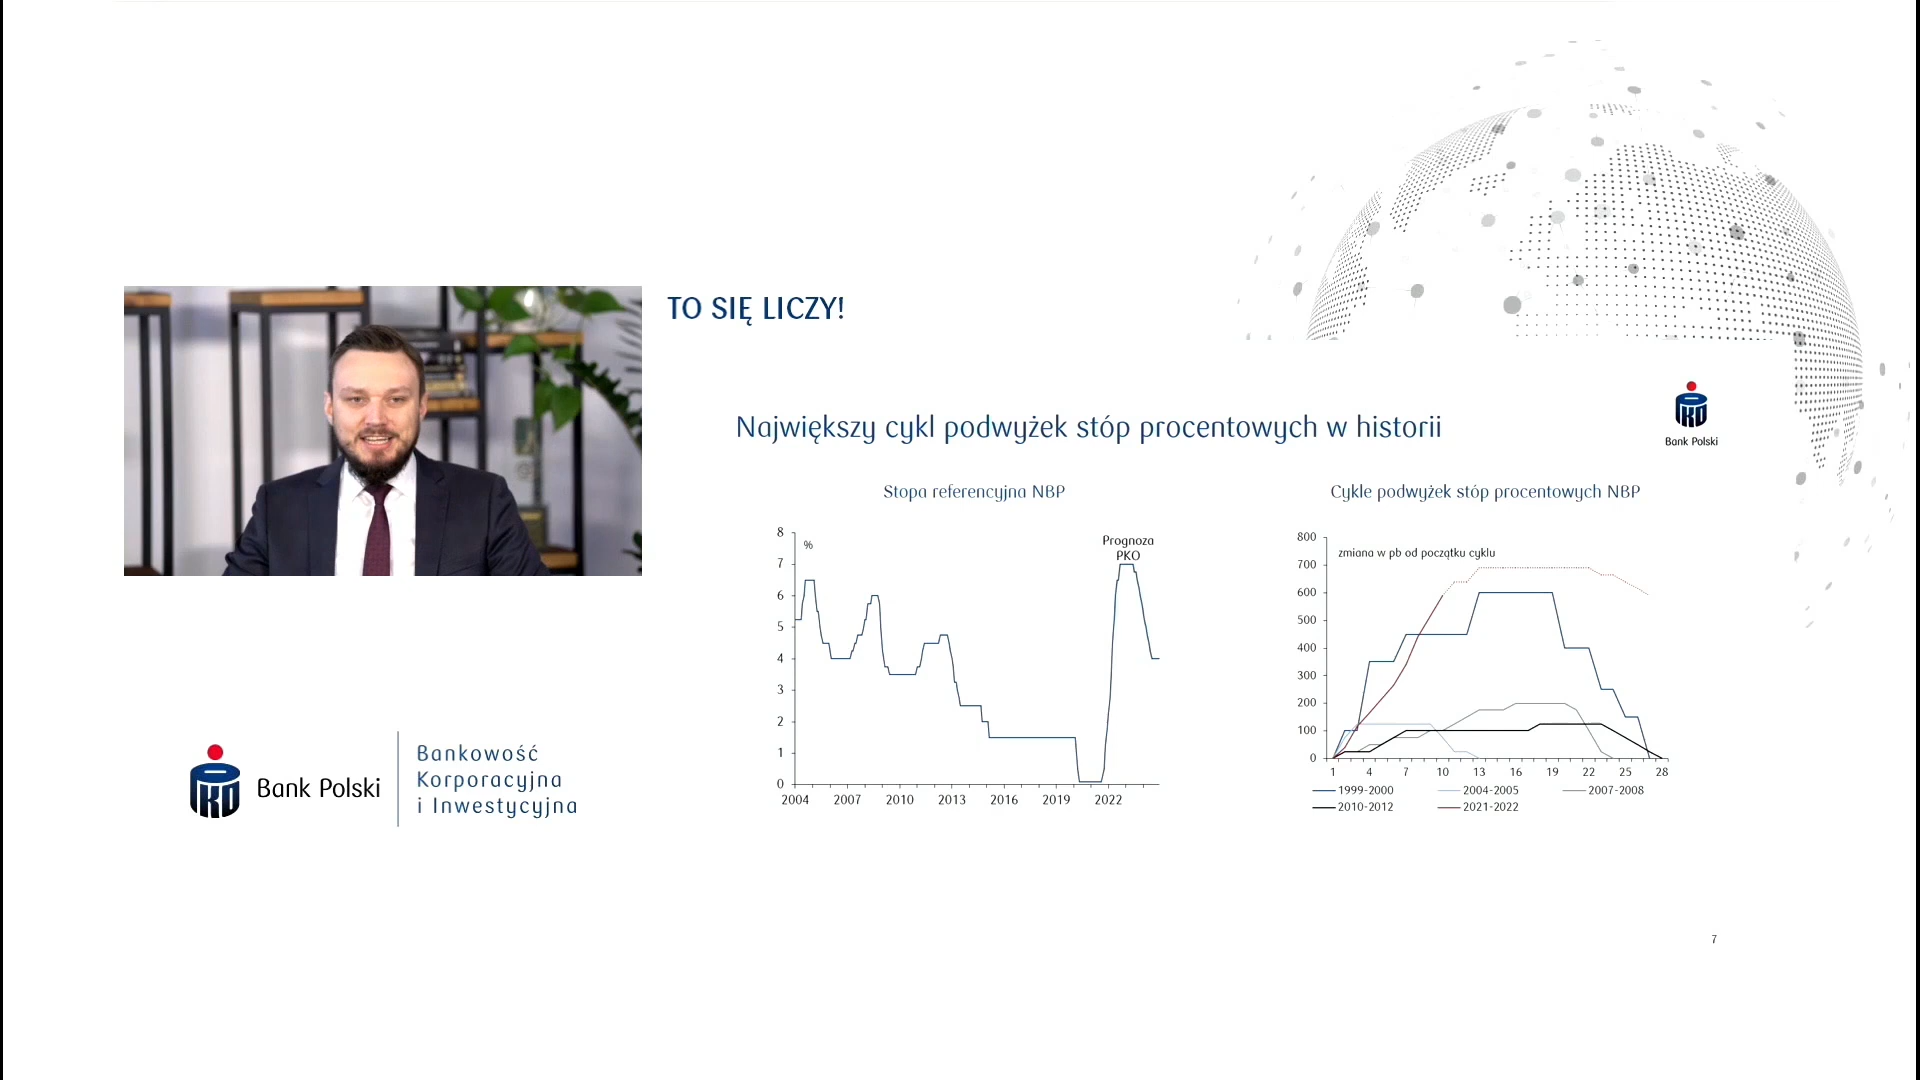 TO SIĘ LICZY!
Największy cykl podwyżek stóp procentowych w historii
PKO
Bank Polski
Stopa referencyjna NBP
8
7
6
5
4
3
2
1
0
%
Prognoza
PKO
2004 2007 2010 2013 2016 2019 2022
Cykle podwyżek stóp procentowych NBP
800
700
600
500
400
300
200
100
0
zmiana w pb od początku cyklu
1 4 7 10 13 16 19 22 25 28
1999-2000 2004-2005 2007-2008
2010-2012 2021-2022
PKO
Bank Polski
Bankowość
Korporacyjna
i Inwestycyjna
7